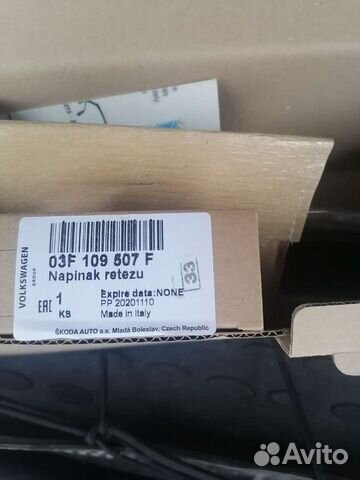 VOLKSWAGEN
GROUP
03F 109 507 F
Napinak retezu
33
EAC
1
KS
Expire data:NONE
PP 20201110
Made in Italy
ŠKODA AUTO a.s. Mladá Boleslav, Czech Republic
Avito